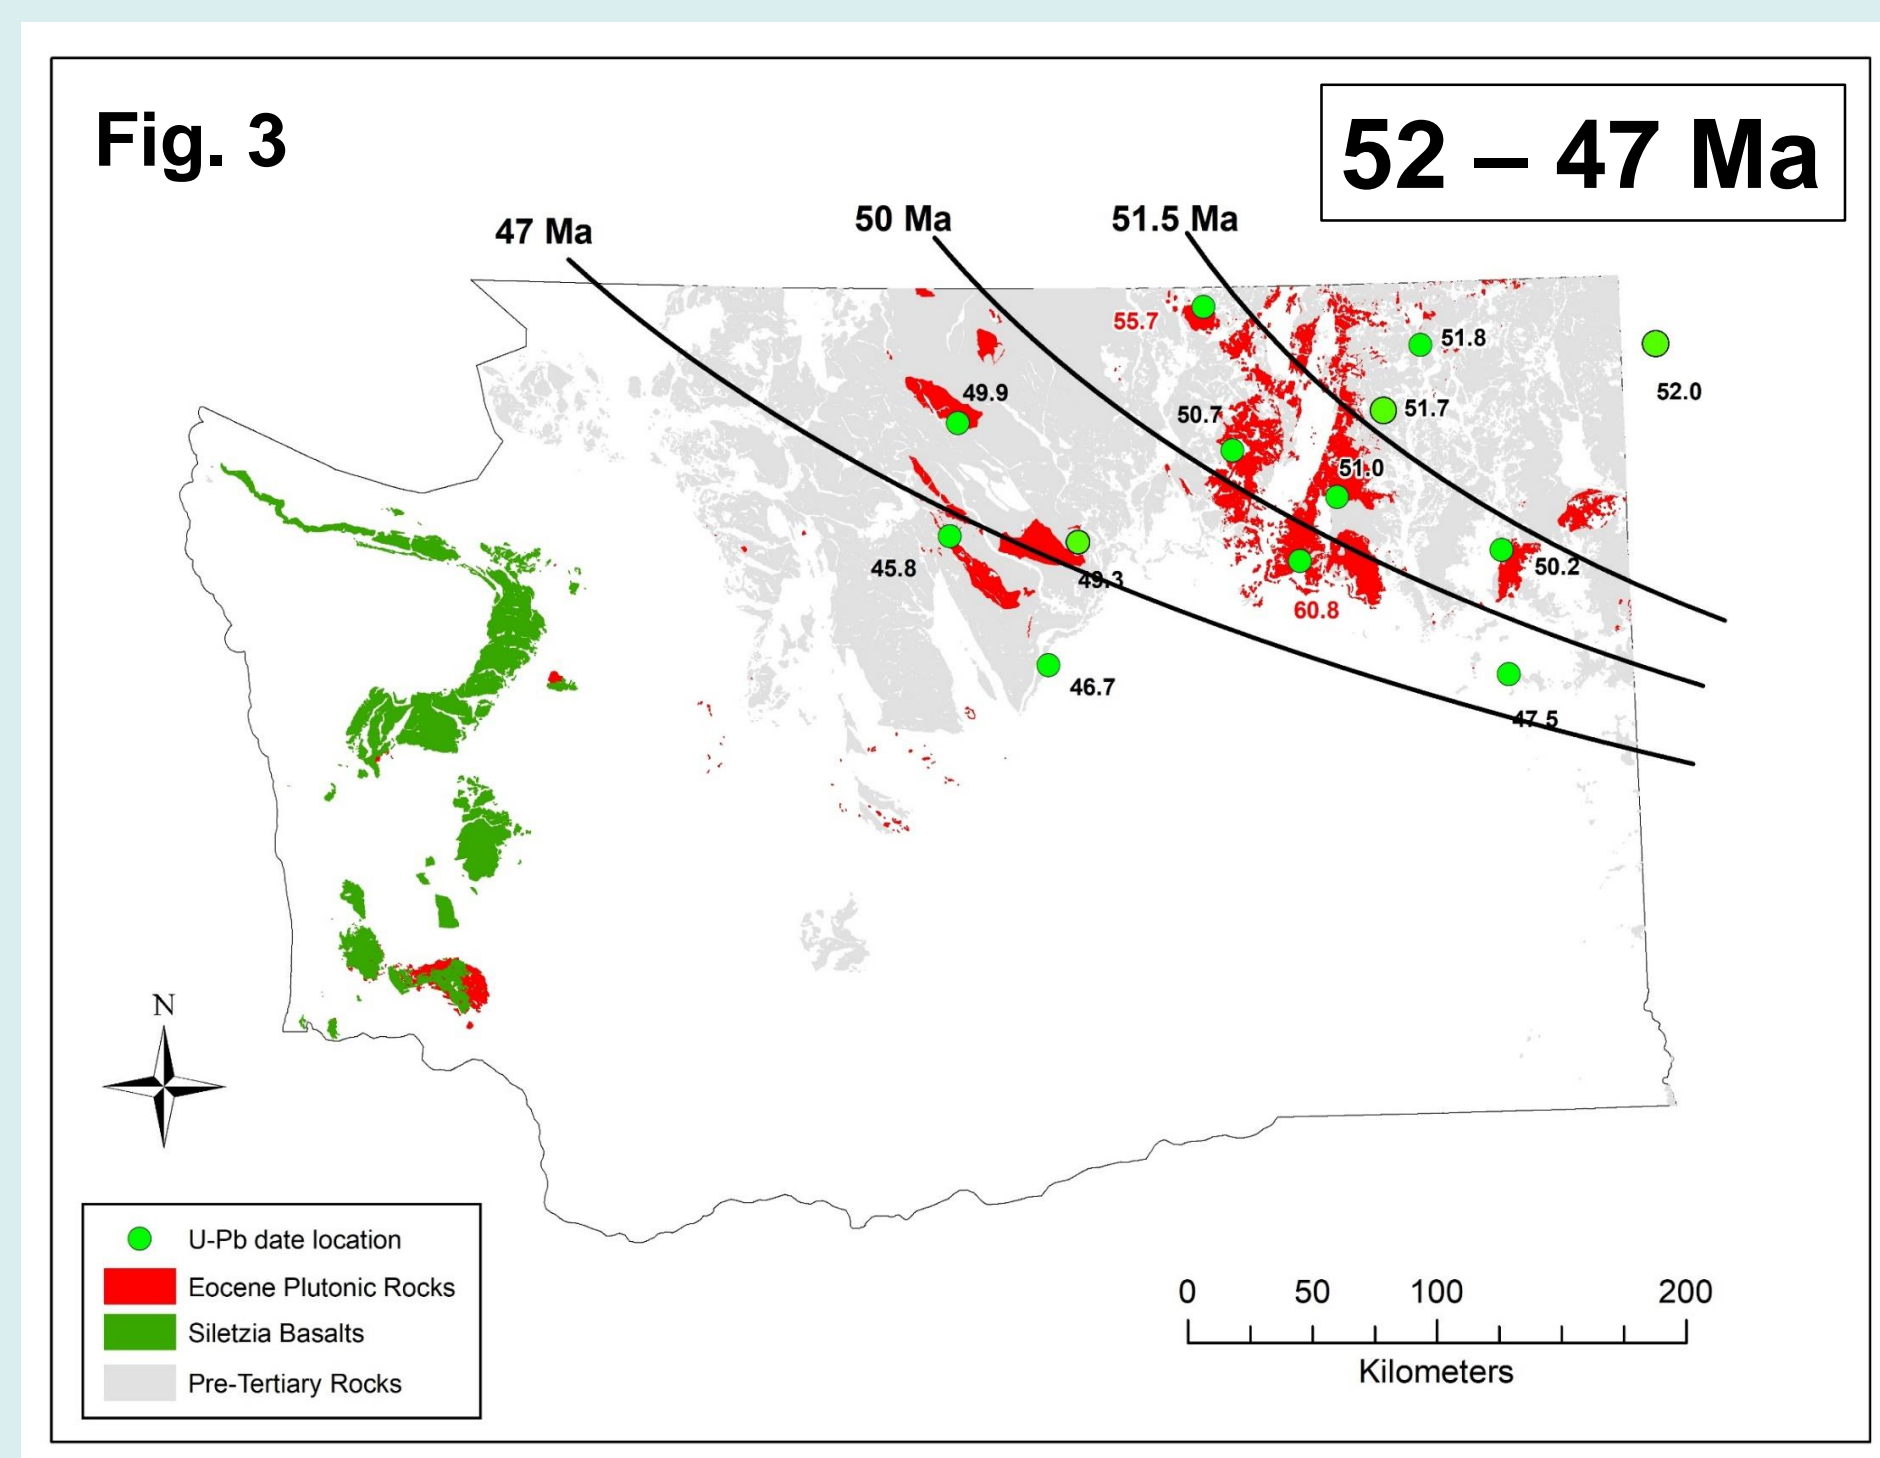 Fig. 3
52 – 47 Ma
47 Ma
50 Ma
51.5 Ma
55.7
51.8
52.0
49.9
50.7
51.7
51.0
45.8
49.3
50.2
60.8
46.7
47.5
N
U-Pb date location
Eocene Plutonic Rocks
Siletzia Basalts
Pre-Tertiary Rocks
0 50 100 200
Kilometers